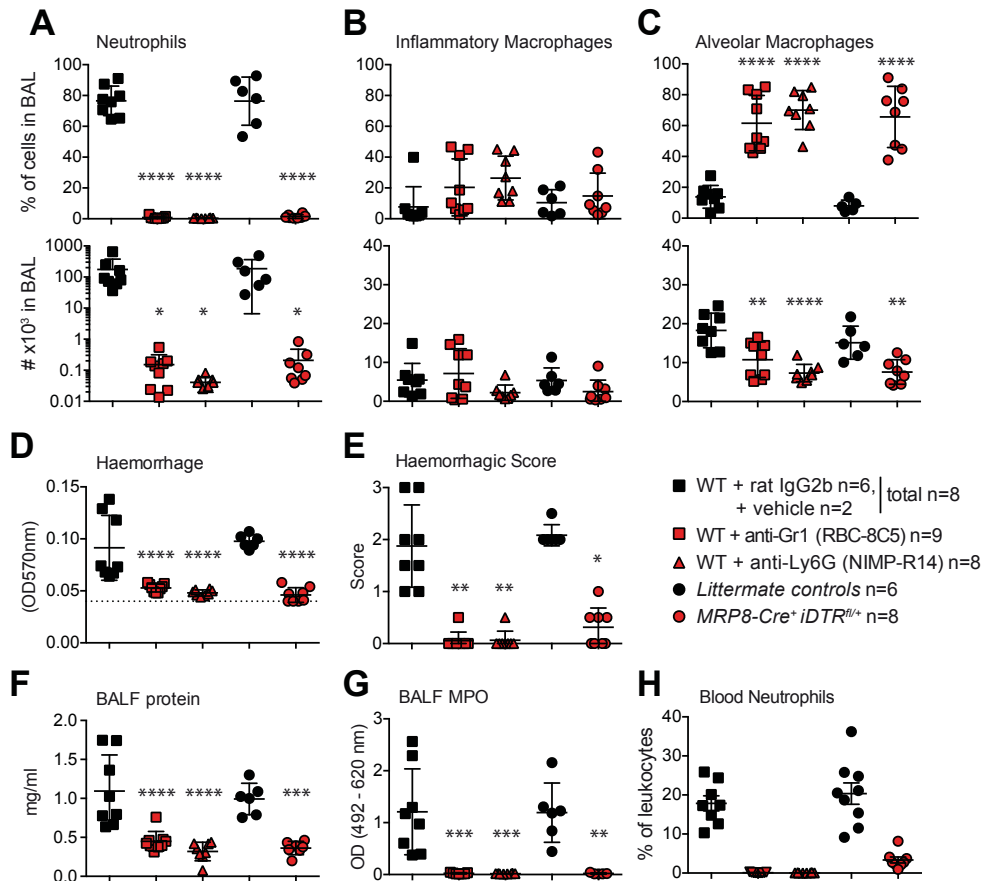 A
Neutrophils
% of cells in BAL
100
80
60
40
20
0
**** **** ****
# x10³ in BAL
1000
100
10
1
0.1
0.01
* * *
B
Inflammatory Macrophages
100
80
60
40
20
0
40
20
0
C
Alveolar Macrophages
100
80
60
40
20
0
**** **** ****
40
20
0
** **** **
D
Haemorrhage
(OD570nm)
0.15
0.10
0.05
0.00
**** **** ****
E
Haemorrhagic Score
Score
3
2
1
0
** ** *
WT + rat IgG2b n=6,
+ vehicle n=2
total n=8
WT + anti-Gr1 (RBC-8C5) n=9
WT + anti-Ly6G (NIMP-R14) n=8
Littermate controls n=6
MRP8-Cre⁺ iDTRᶠˡ/⁺ n=8
F
BALF protein
mg/ml
2.0
1.5
1.0
0.5
0.0
**** **** ***
G
BALF MPO
OD (492 - 620 nm)
3
2
1
0
*** *** **
H
Blood Neutrophils
% of leukocytes
40
30
20
10
0